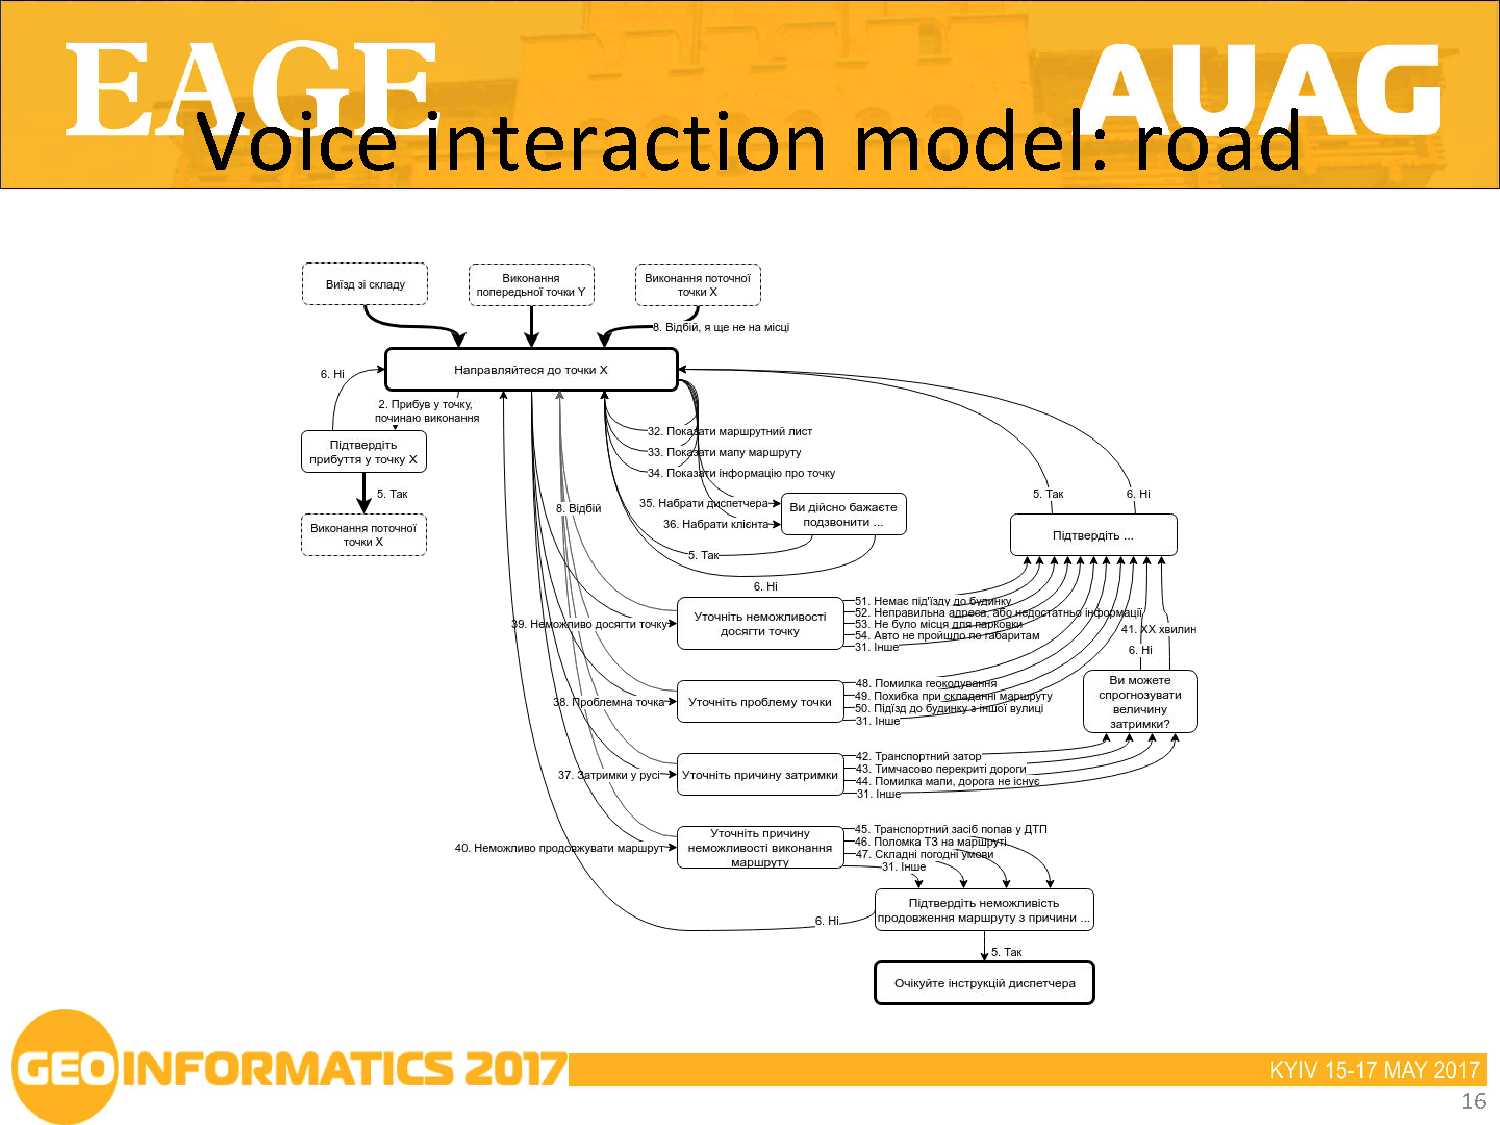 EAGE
AUAG
Voice interaction model: road
Виїзд зі складу
Виконання
попередньої точки Y
Виконання поточної
точки X
8. Відбій, я ще не на місці
Направляйтеся до точки X
6. Ні
2. Прибув у точку,
починаю виконання
Підтвердіть
прибуття у точку X
5. Так
Виконання поточної
точки X
32. Показати маршрутний лист
33. Показати мапу маршруту
34. Показати інформацію про точку
35. Набрати диспетчера
36. Набрати клієнта
Ви дійсно бажаєте
подзвонити ...
8. Відбій
5. Так
6. Ні
5. Так
6. Ні
Підтвердіть ...
39. Неможливо досягти точку
Уточніть неможливості
досягти точку
51. Немає під'їзду до будинку
52. Неправильна адреса, або недостатньо інформації
53. Не було місця для парковки
54. Авто не пройшло по габаритам
31. Інше
41. XX хвилин
6. Ні
38. Проблемна точка
Уточніть проблему точки
48. Помилка геокодування
49. Похибка при складанні маршруту
50. Підїзд до будинку з іншої вулиці
31. Інше
Ви можете
спрогнозувати
величину
затримки?
37. Затримки у русі
Уточніть причину затримки
42. Транспортний затор
43. Тимчасово перекриті дороги
44. Помилка мапи, дорога не існує
31. Інше
40. Неможливо продовжувати маршрут
Уточніть причину
неможливості виконання
маршруту
45. Транспортний засіб попав у ДТП
46. Поломка ТЗ на маршруті
47. Складні погодні умови
31. Інше
6. Ні
Підтвердіть неможливість
продовження маршруту з причини ...
5. Так
Очікуйте інструкцій диспетчера
GEOINFORMATICS 2017
KYIV 15-17 MAY 2017
16